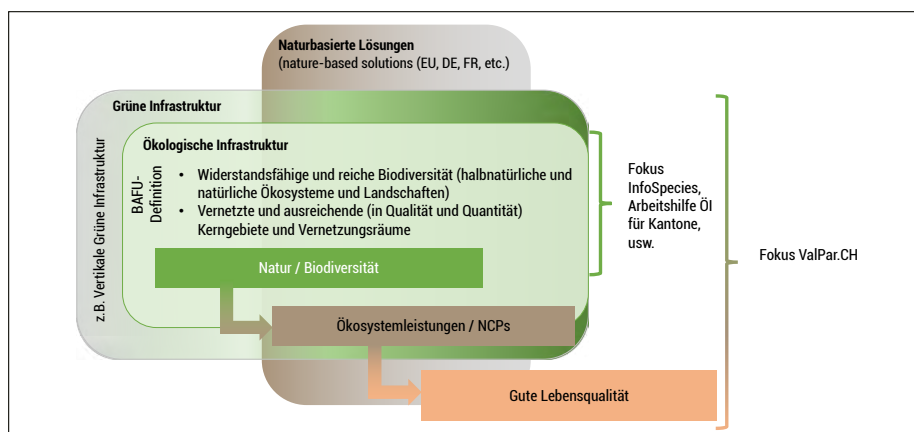 Naturbasierte Lösungen
(nature-based solutions (EU, DE, FR, etc.)
Grüne Infrastruktur
z.B. Vertikale Grüne Infrastruktur
Ökologische Infrastruktur
BAFU-
Definition
• Widerstandsfähige und reiche Biodiversität (halbnatürliche und
natürliche Ökosysteme und Landschaften)
• Vernetzte und ausreichende (in Qualität und Quantität)
Kerngebiete und Vernetzungsräume
Natur / Biodiversität
Ökosystemleistungen / NCPs
Gute Lebensqualität
Fokus
InfoSpecies,
Arbeitshilfe ÖI
für Kantone,
usw.
Fokus ValPar.CH